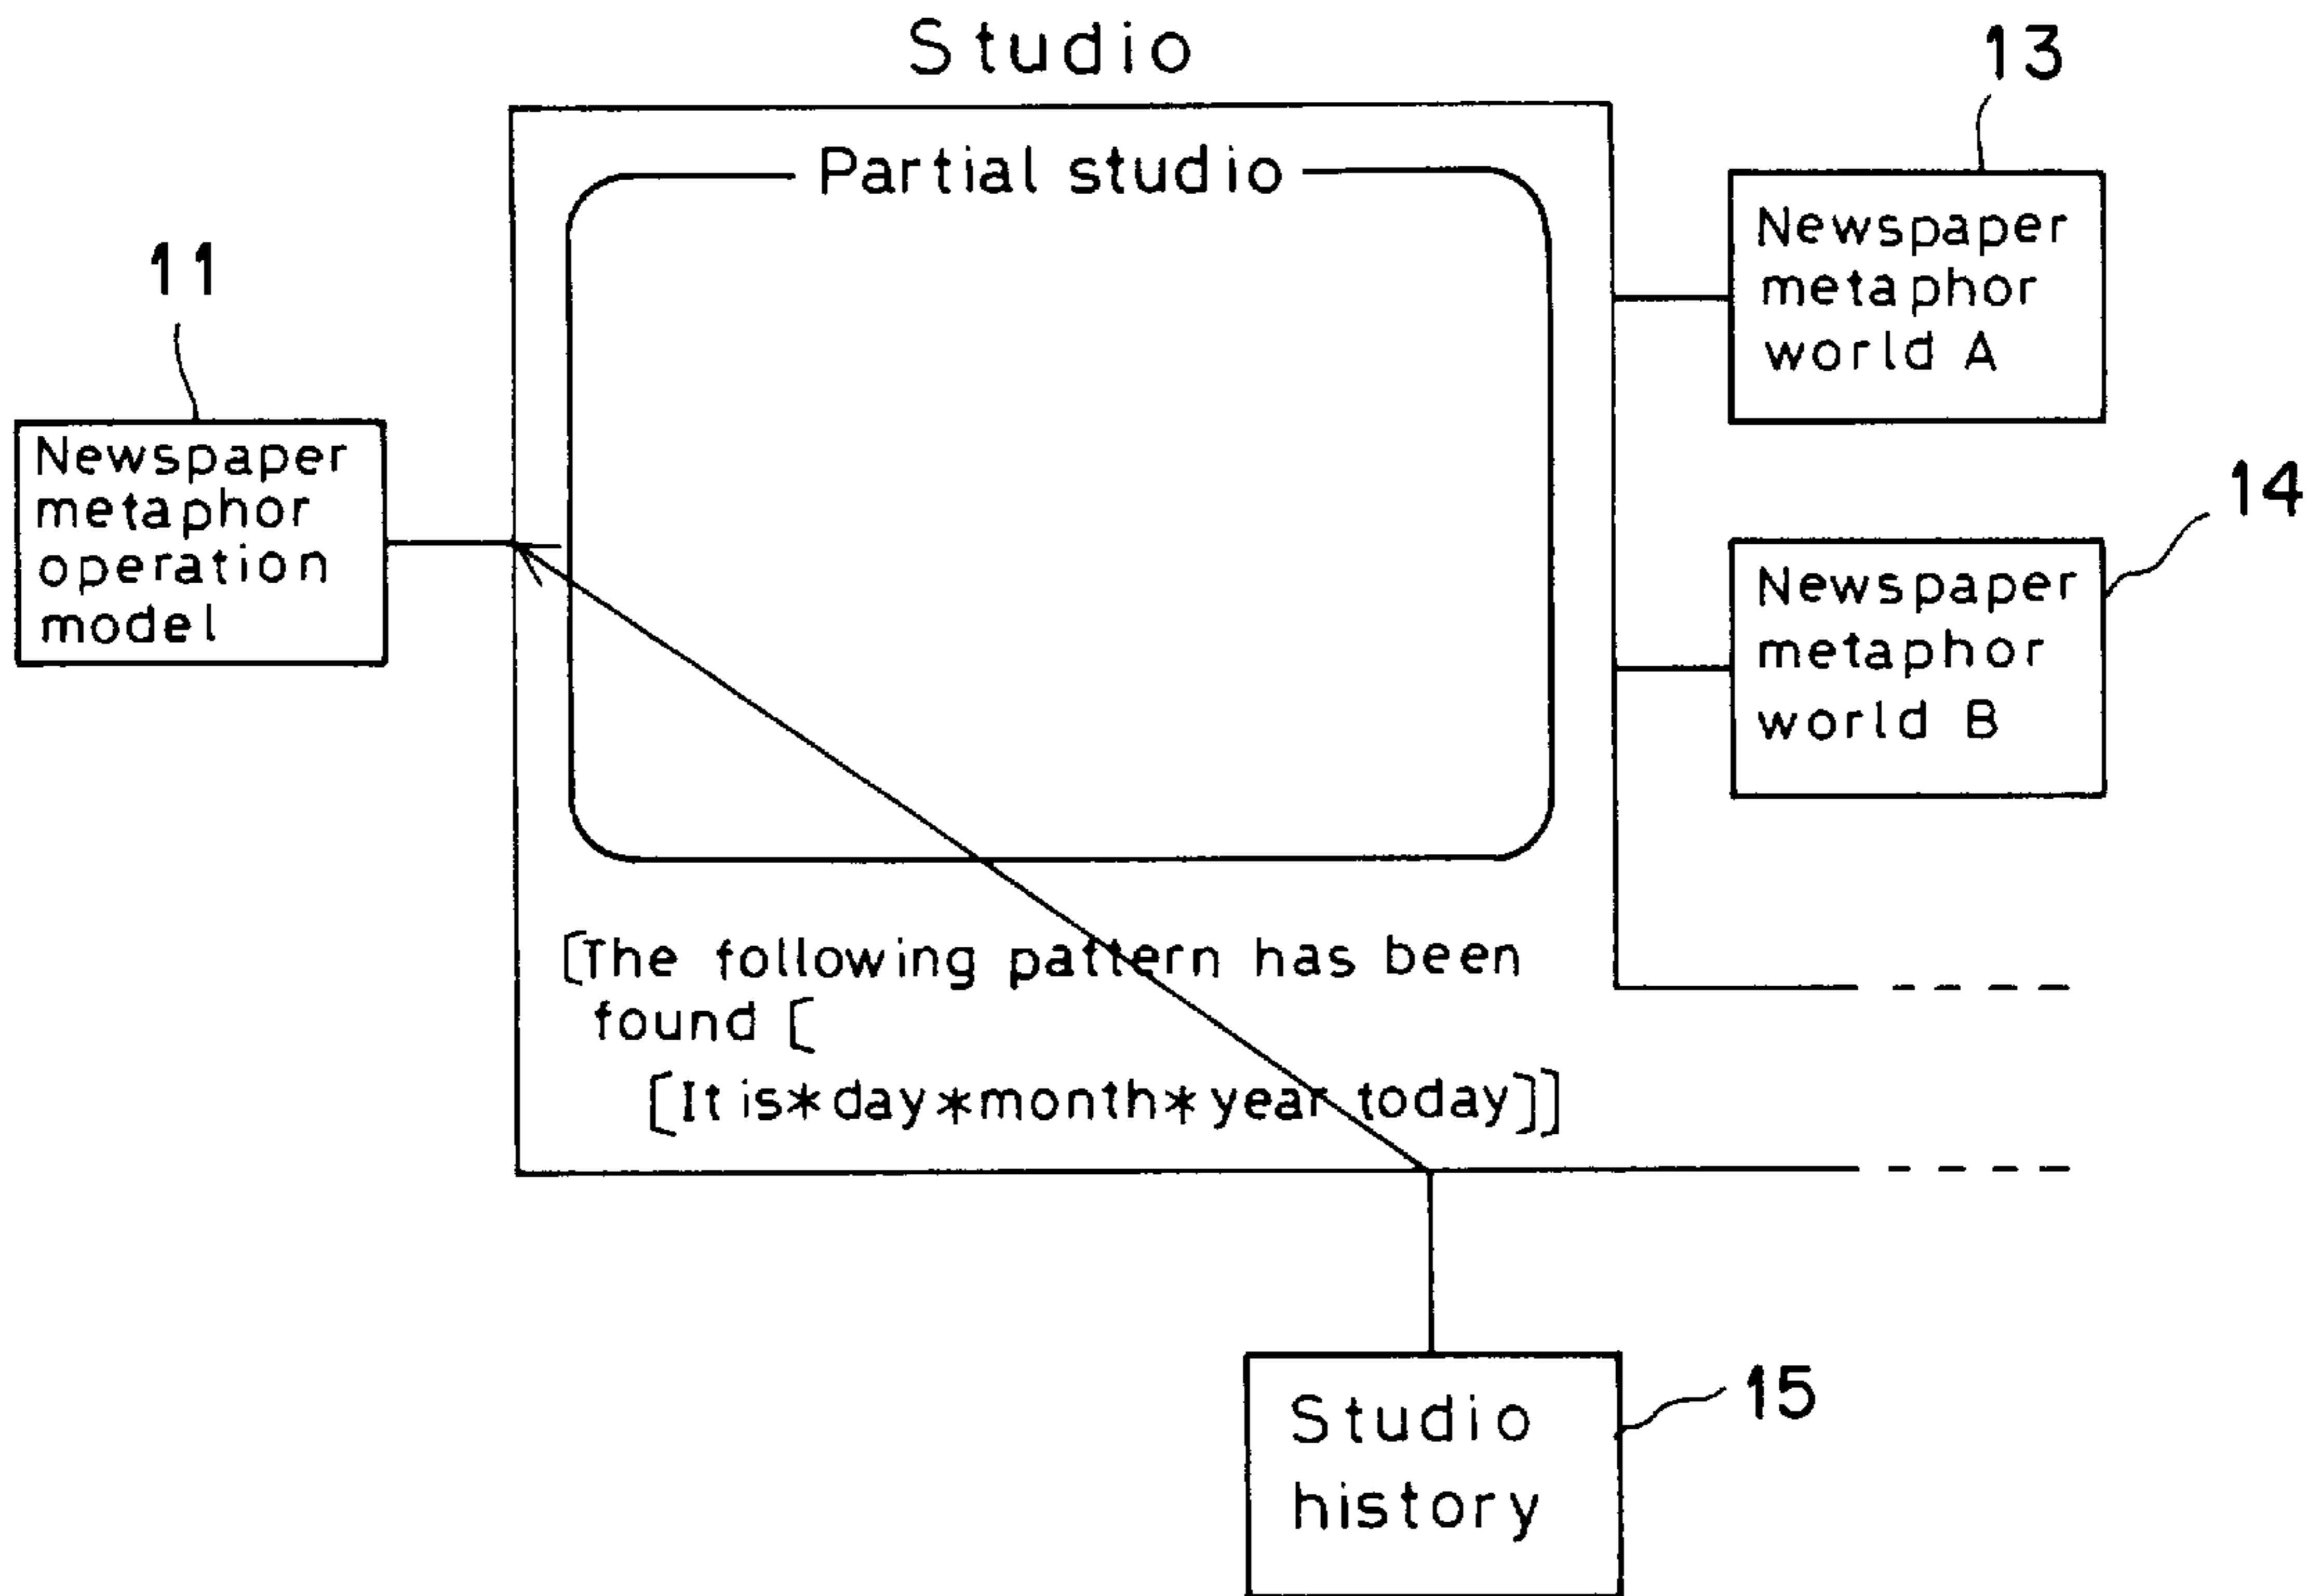 Studio
13
Partial studio
Newspaper
metaphor
world A
11
Newspaper
metaphor
operation
model
14
Newspaper
metaphor
world B
[The following pattern has been
found [
[It is*day*month*year today]]
15
Studio
history